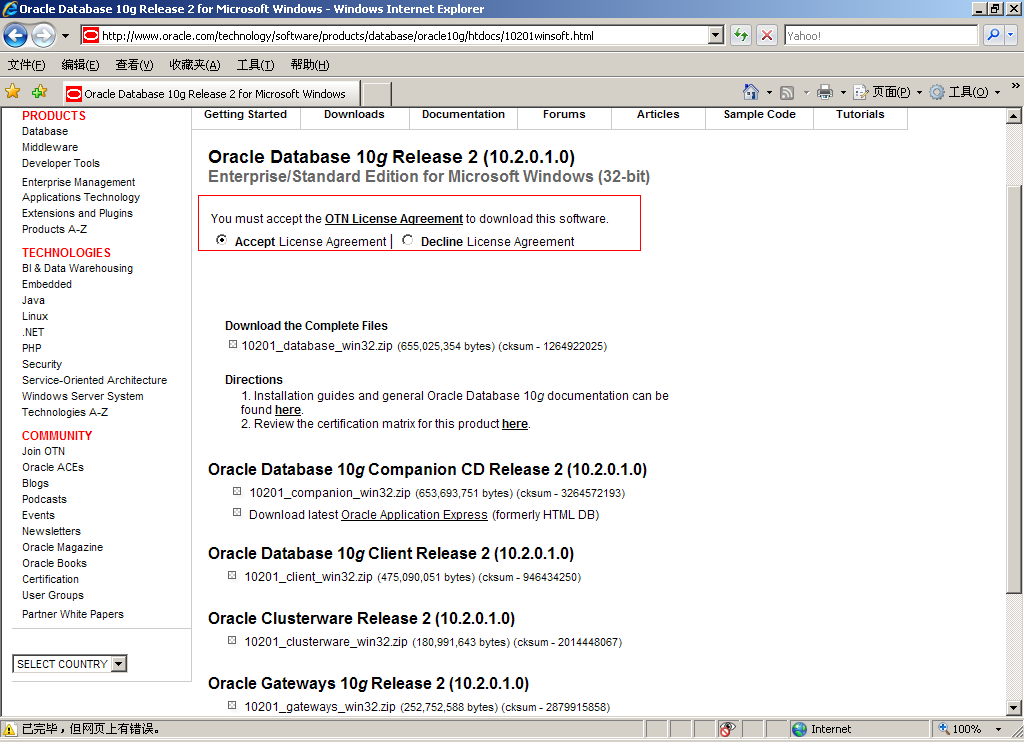 Oracle Database 10g Release 2 for Microsoft Windows - Windows Internet Explorer
http://www.oracle.com/technology/software/products/database/oracle10g/htdocs/10201winsoft.html
Yahoo!
文件(F) 编辑(E) 查看(V) 收藏夹(A) 工具(T) 帮助(H)
Oracle Database 10g Release 2 for Microsoft Windows
页面(P) 工具(O) »
PRODUCTS
Database
Middleware
Developer Tools
Enterprise Management
Applications Technology
Extensions and Plugins
Products A-Z
TECHNOLOGIES
BI & Data Warehousing
Embedded
Java
Linux
.NET
PHP
Security
Service-Oriented Architecture
Windows Server System
Technologies A-Z
COMMUNITY
Join OTN
Oracle ACEs
Blogs
Podcasts
Events
Newsletters
Oracle Magazine
Oracle Books
Certification
User Groups
Partner White Papers
SELECT COUNTRY
Getting Started Downloads Documentation Forums Articles Sample Code Tutorials
Oracle Database 10g Release 2 (10.2.0.1.0)
Enterprise/Standard Edition for Microsoft Windows (32-bit)
You must accept the OTN License Agreement to download this software.
Accept License Agreement | Decline License Agreement
Download the Complete Files
10201_database_win32.zip (655,025,354 bytes) (cksum - 1264922025)
Directions
1. Installation guides and general Oracle Database 10g documentation can be
found here.
2. Review the certification matrix for this product here.
Oracle Database 10g Companion CD Release 2 (10.2.0.1.0)
10201_companion_win32.zip (653,693,751 bytes) (cksum - 3264572193)
Download latest Oracle Application Express (formerly HTML DB)
Oracle Database 10g Client Release 2 (10.2.0.1.0)
10201_client_win32.zip (475,090,051 bytes) (cksum - 946434250)
Oracle Clusterware Release 2 (10.2.0.1.0)
10201_clusterware_win32.zip (180,991,643 bytes) (cksum - 2014448067)
Oracle Gateways 10g Release 2 (10.2.0.1.0)
10201_gateways_win32.zip (252,752,588 bytes) (cksum - 2879915858)
已完毕，但网页上有错误。 Internet 100%